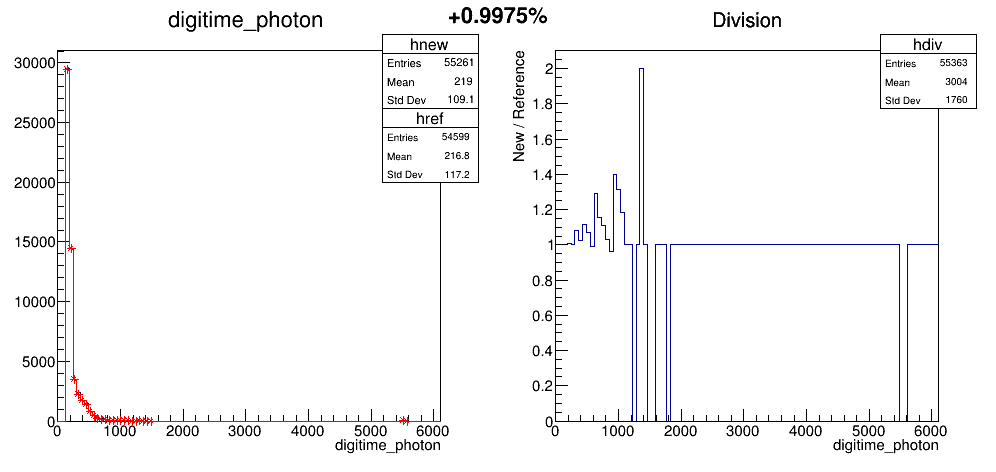 +0.9975%
digitime_photon
hnew
Entries 55261
Mean 219
Std Dev 109.1
href
Entries 54599
Mean 216.8
Std Dev 117.2
30000
25000
20000
15000
10000
5000
0
0 1000 2000 3000 4000 5000 6000
digitime_photon
Division
hdiv
Entries 55363
Mean 3004
Std Dev 1760
New / Reference
2
1.8
1.6
1.4
1.2
1
0.8
0.6
0.4
0.2
0
0 1000 2000 3000 4000 5000 6000
digitime_photon